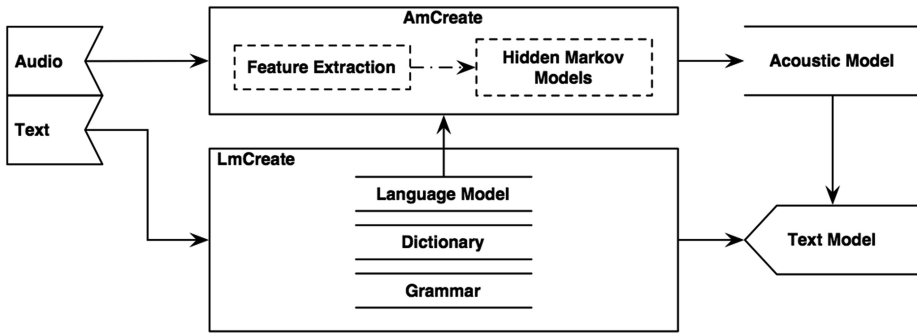 AmCreate
Audio
Feature Extraction
Hidden Markov
Models
Acoustic Model
Text
LmCreate
Language Model
Dictionary
Grammar
Text Model